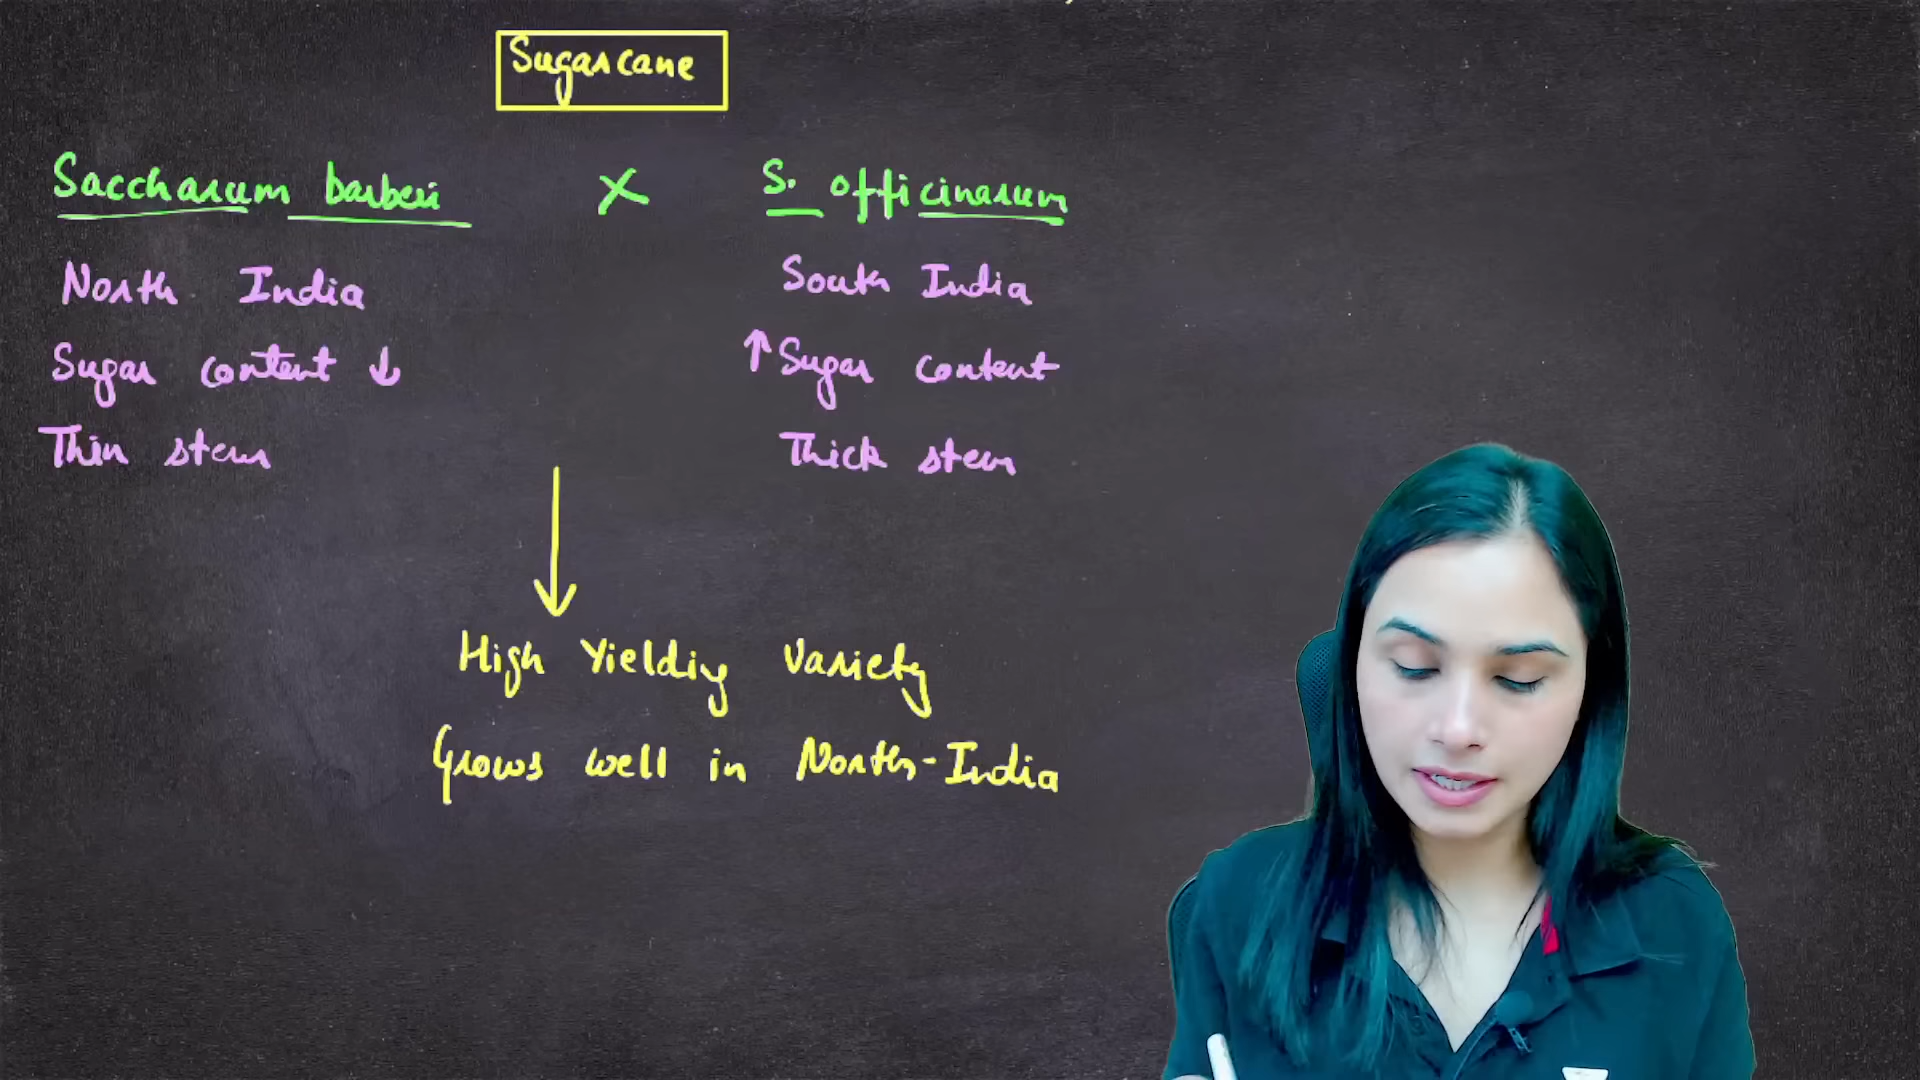 Sugarcane
Saccharum barberi X S. officinarum
North India South India
Sugar content ↓ ↑ Sugar content
Thin stem Thick stem
High Yielding Variety
Grows well in North-India